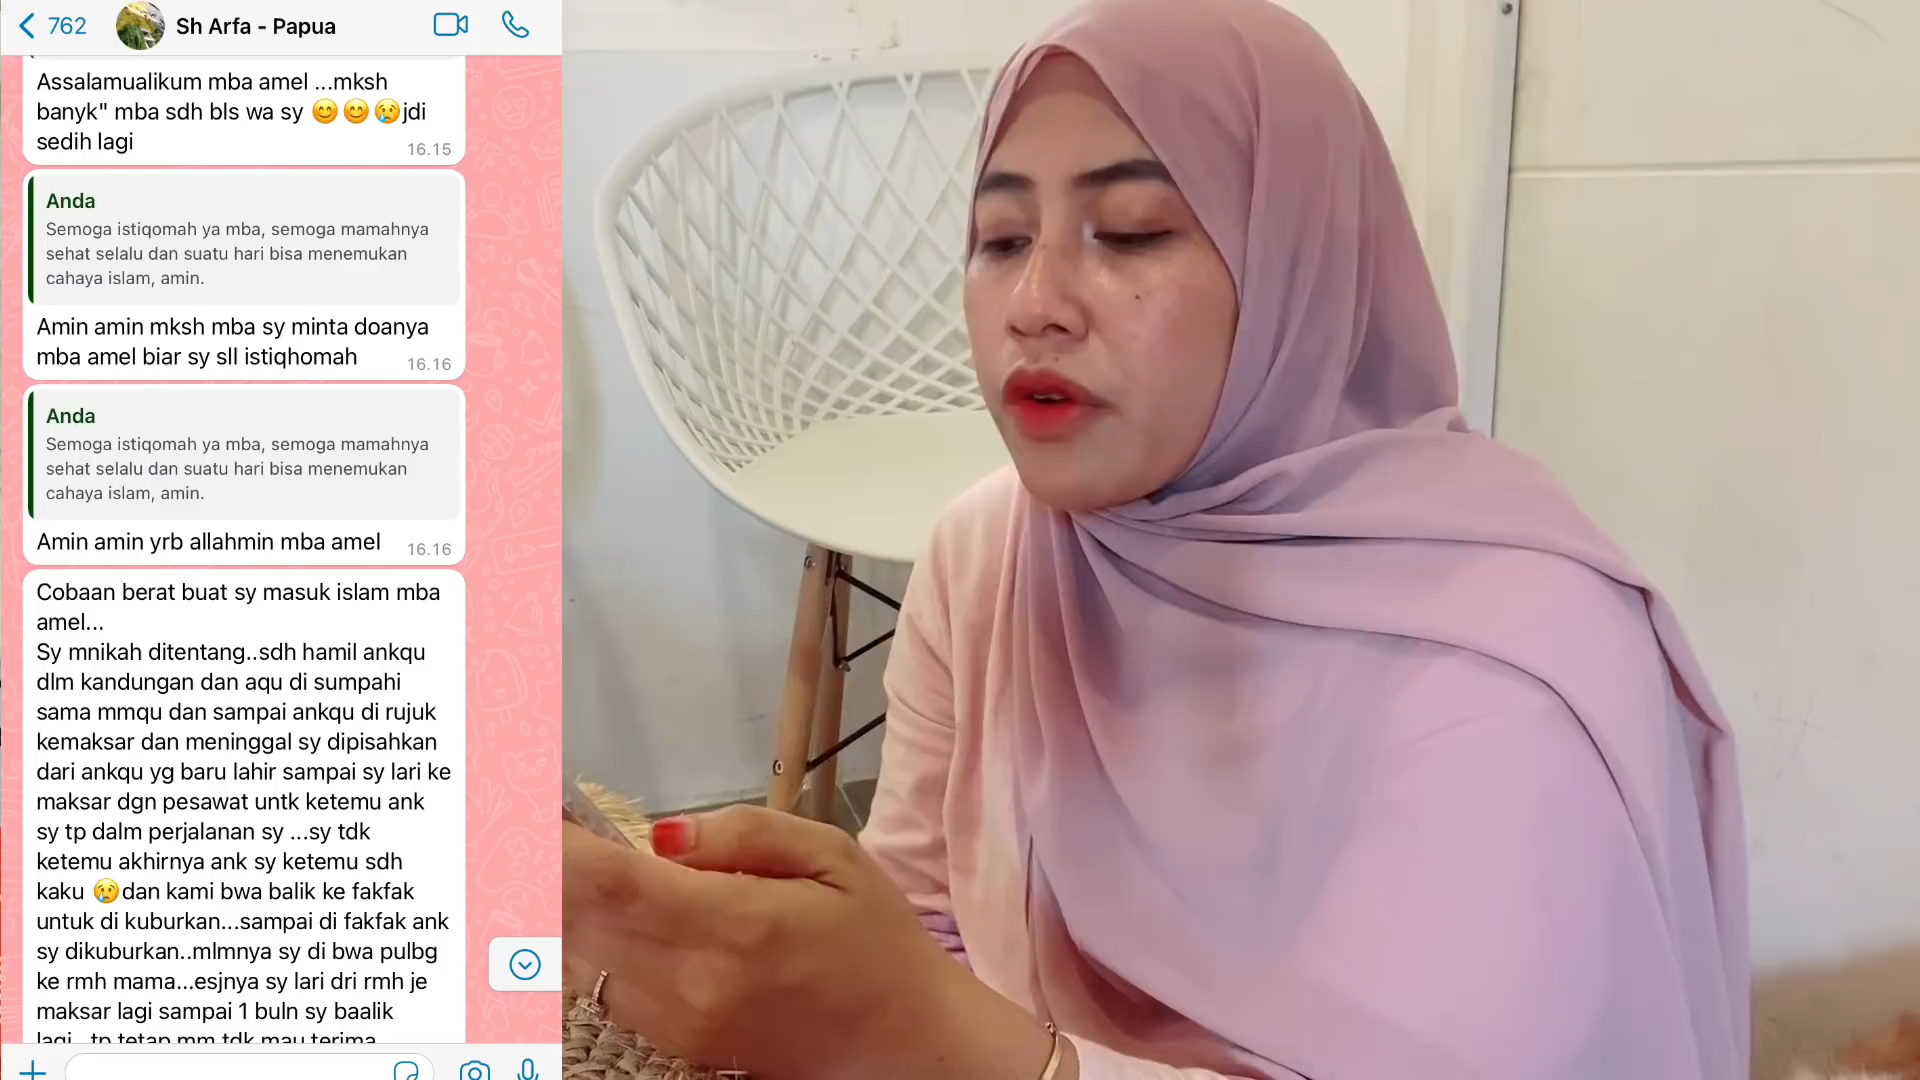 762
Sh Arfa - Papua
Assalamualikum mba amel ...mksh
banyk" mba sdh bls wa sy 😊😊😢jdi
sedih lagi
16.15
Anda
Semoga istiqomah ya mba, semoga mamahnya
sehat selalu dan suatu hari bisa menemukan
cahaya islam, amin.
Amin amin mksh mba sy minta doanya
mba amel biar sy sll istiqhomah
16.16
Anda
Semoga istiqomah ya mba, semoga mamahnya
sehat selalu dan suatu hari bisa menemukan
cahaya islam, amin.
Amin amin yrb allahmin mba amel
16.16
Cobaan berat buat sy masuk islam mba
amel...
Sy mnikah ditentang..sdh hamil ankqu
dlm kandungan dan aqu di sumpahi
sama mmqu dan sampai ankqu di rujuk
kemaksar dan meninggal sy dipisahkan
dari ankqu yg baru lahir sampai sy lari ke
maksar dgn pesawat untk ketemu ank
sy tp dalm perjalanan sy ...sy tdk
ketemu akhirnya ank sy ketemu sdh
kaku 😢dan kami bwa balik ke fakfak
untuk di kuburkan...sampai di fakfak ank
sy dikuburkan..mlmnya sy di bwa pulbg
ke rmh mama...esjnya sy lari dri rmh je
maksar lagi sampai 1 buln sy baalik
lagi...tp tetap mm tdk mau terima